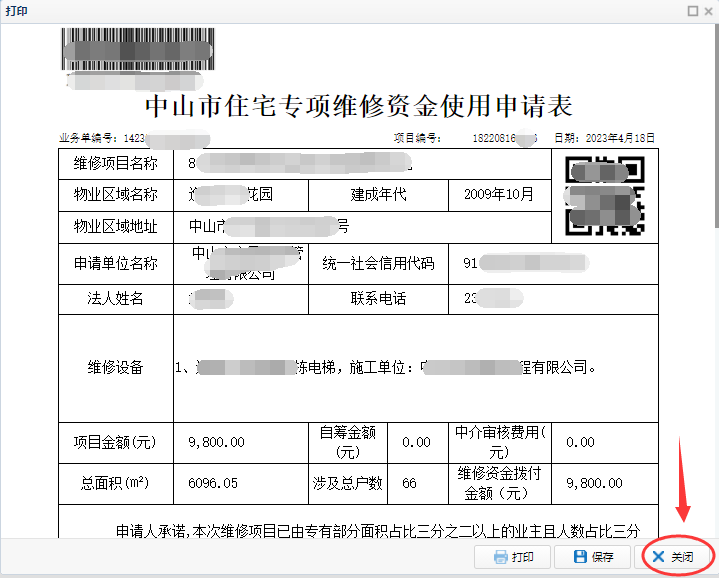 打印
中山市住宅专项维修资金使用申请表
业务单编号: 1423 项目编号: 18220816 日期: 2023年4月18日
维修项目名称 8
物业区域名称 花园 建成年代 2009年10月
物业区域地址 中山市 号
申请单位名称 中山 管 统一社会信用代码 91
有限公司
法人姓名 联系电话 23
维修设备 1、 栋电梯，施工单位： 程有限公司。
项目金额(元) 9,800.00 自筹金额(元) 0.00 中介审核费用(元) 0.00
总面积(m²) 6096.05 涉及总户数 66 维修资金拨付金额（元） 9,800.00
申请人承诺,本次维修项目已由专有部分面积占比三分之二以上的业主且人数占比三分
打印 保存 关闭